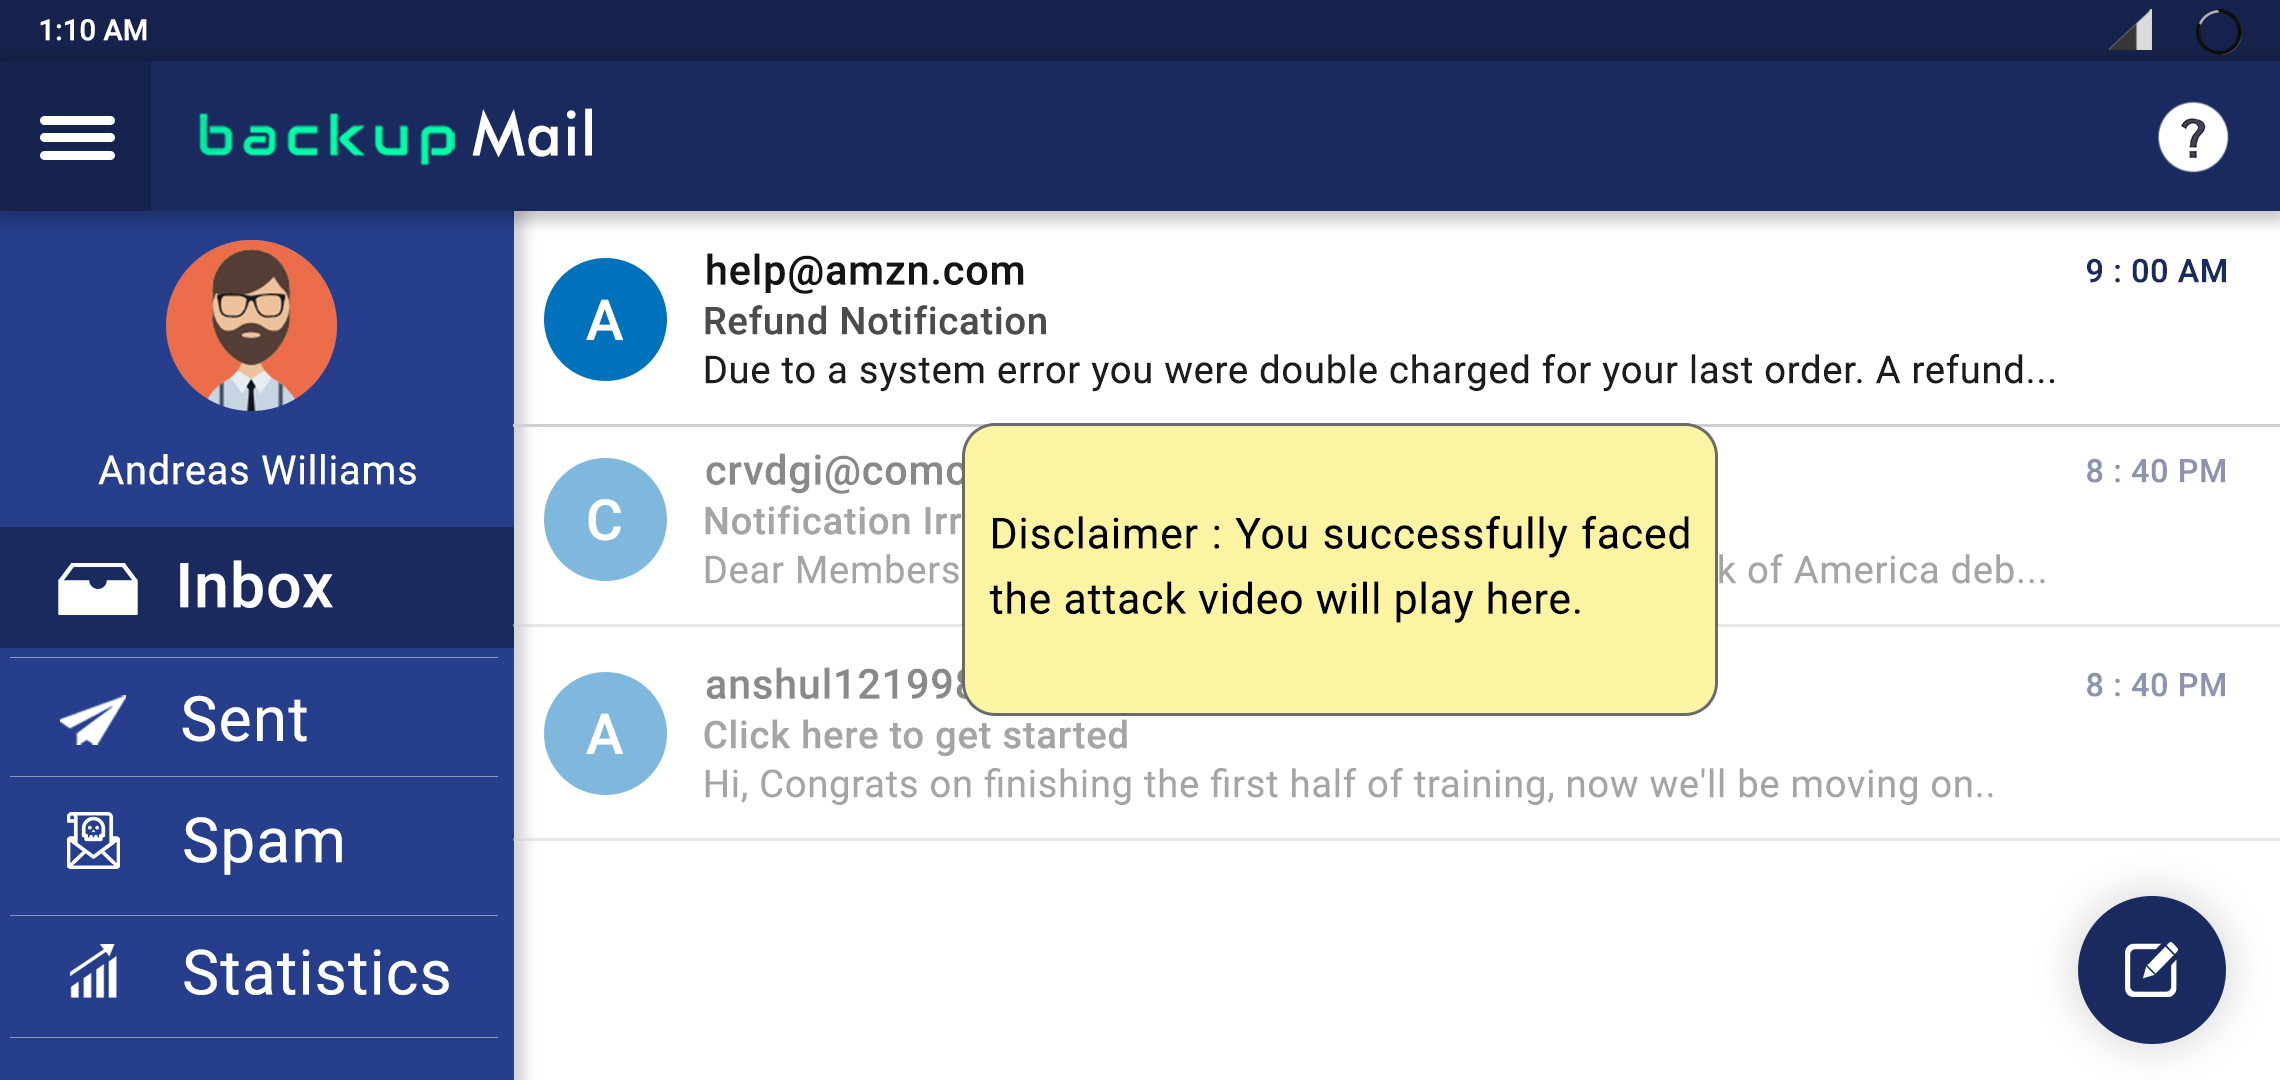 1:10 AM
backup Mail
?
Andreas Williams
Inbox
Sent
Spam
Statistics
A
help@amzn.com
9 : 00 AM
Refund Notification
Due to a system error you were double charged for your last order. A refund...
C
crvdgi@como
8 : 40 PM
Notification Irr
Dear Members
k of America deb...
Disclaimer : You successfully faced
the attack video will play here.
A
anshul121998
8 : 40 PM
Click here to get started
Hi, Congrats on finishing the first half of training, now we'll be moving on..